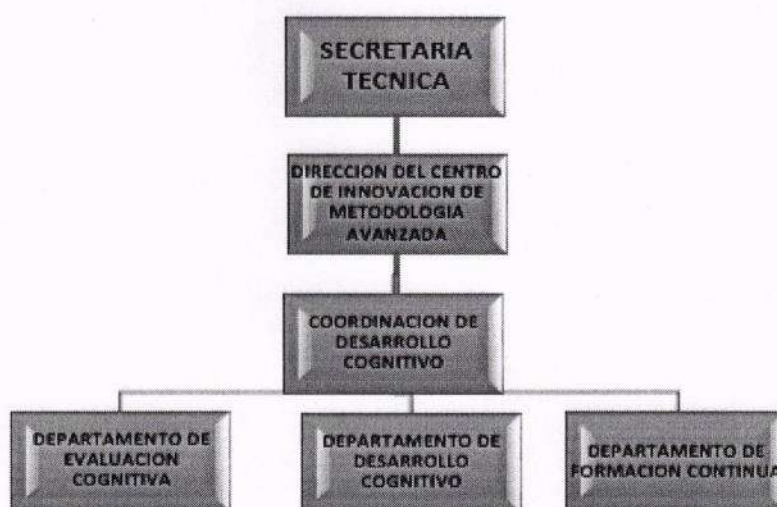 SECRETARIA
TECNICA
DIRECCION DEL CENTRO
DE INNOVACION DE
METODOLOGIA
AVANZADA
COORDINACION DE
DESARROLLO
COGNITIVO
DEPARTAMENTO DE
EVALUACION
COGNITIVA
DEPARTAMENTO DE
DESARROLLO
COGNITIVO
DEPARTAMENTO DE
FORMACION CONTINUA